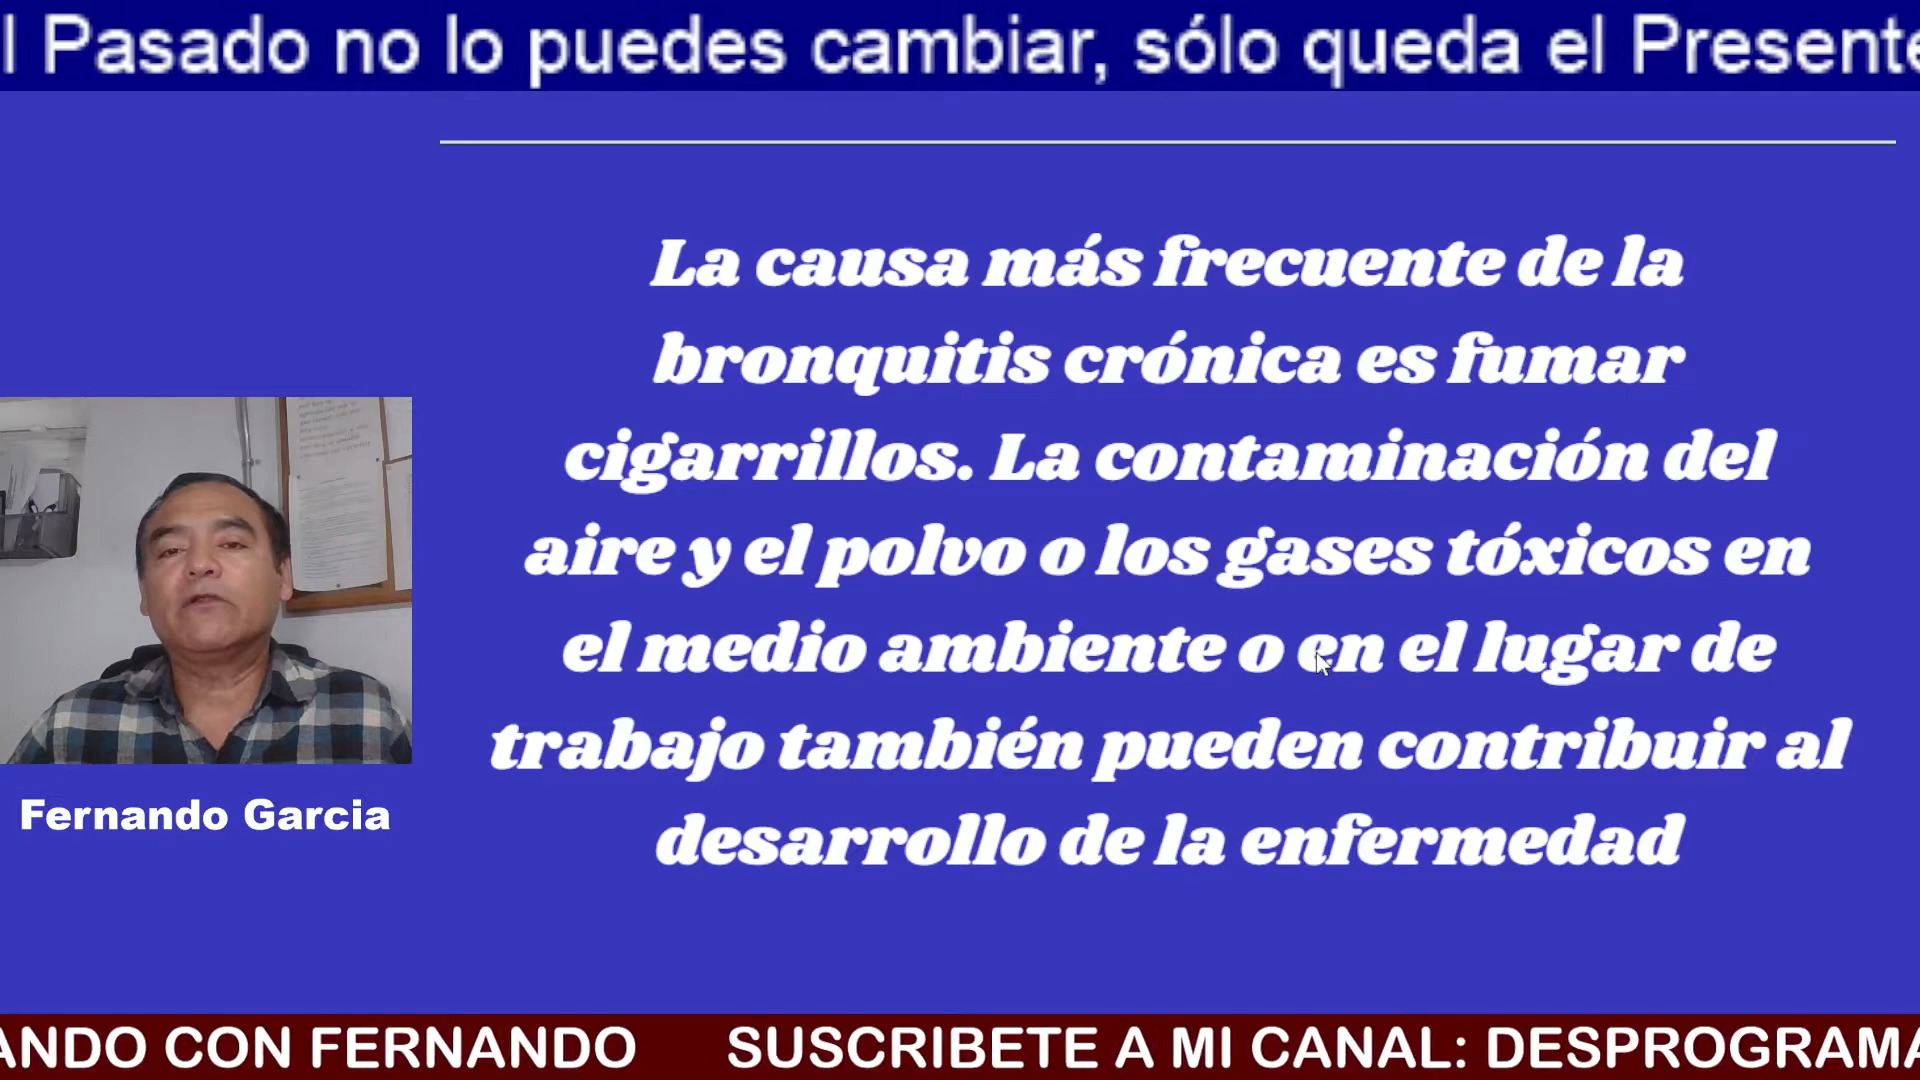 l Pasado no lo puedes cambiar, sólo queda el Presente
La causa más frecuente de la
bronquitis crónica es fumar
cigarrillos. La contaminación del
aire y el polvo o los gases tóxicos en
el medio ambiente o en el lugar de
trabajo también pueden contribuir al
desarrollo de la enfermedad
Fernando Garcia
ANDO CON FERNANDO SUSCRIBETE A MI CANAL: DESPROGRAMA